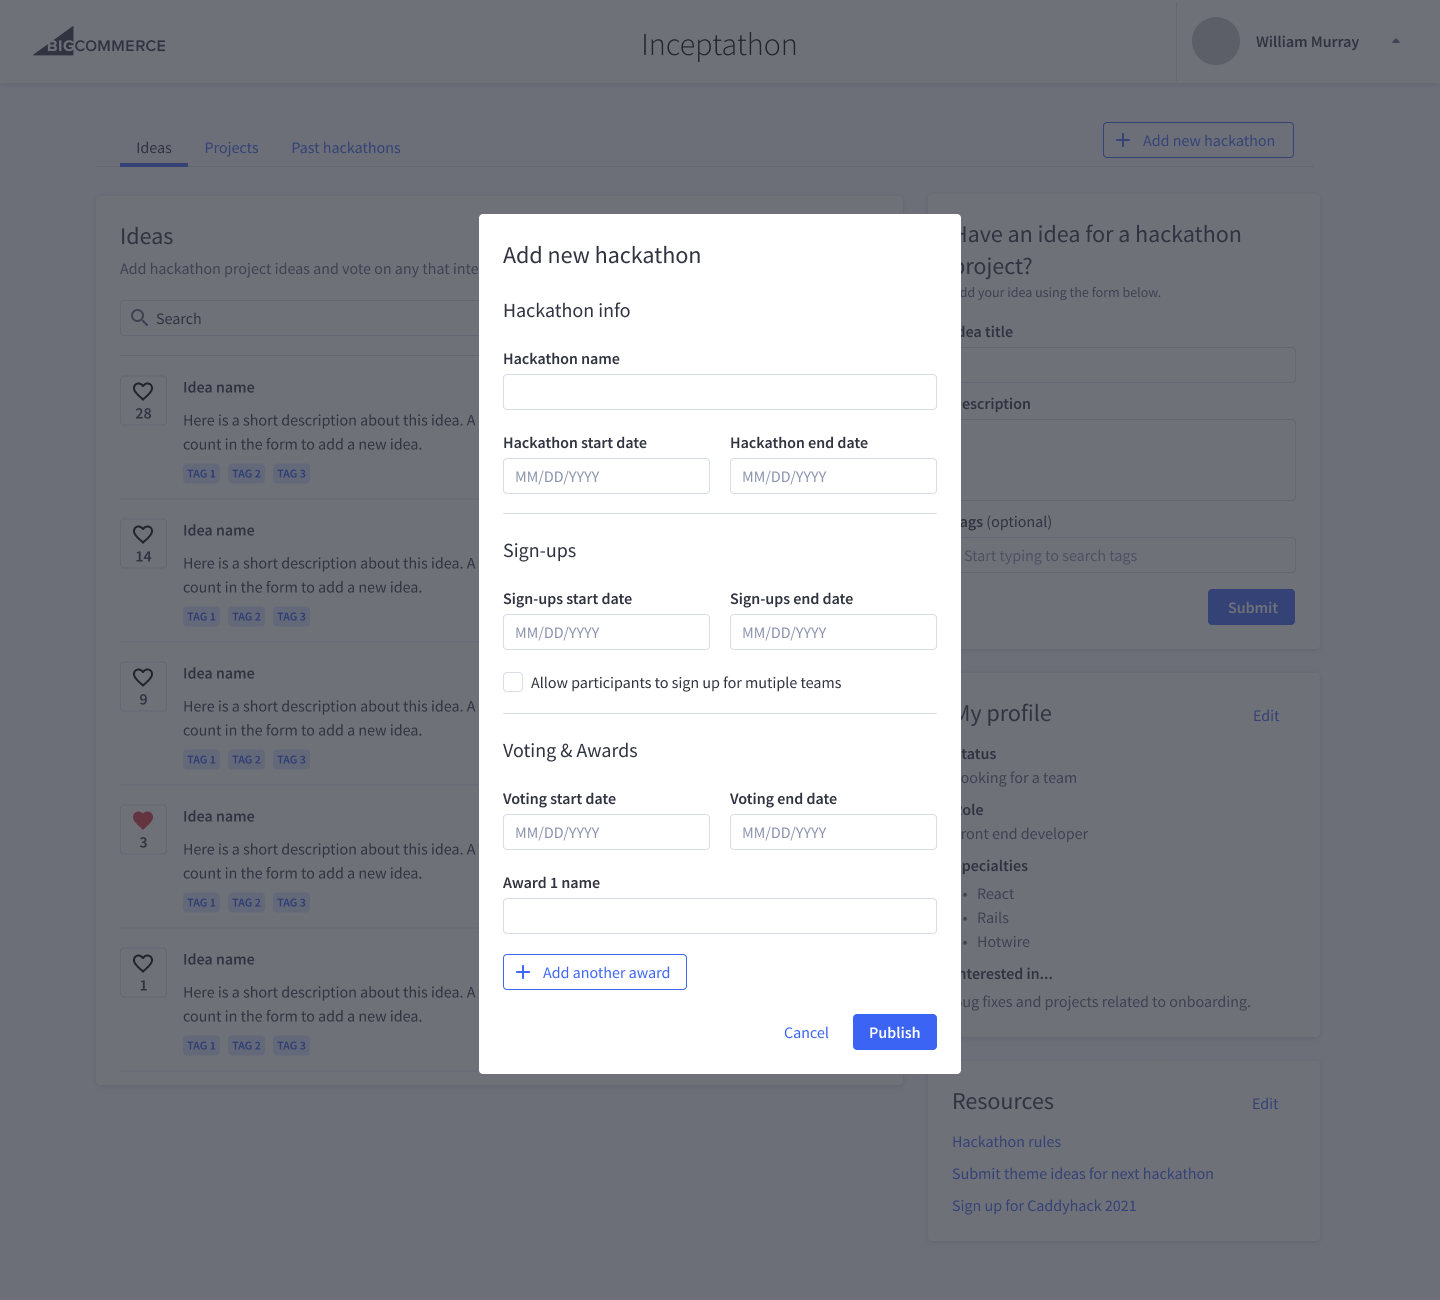 BIGCOMMERCE
Inceptathon
William Murray
Ideas
Projects
Past hackathons
Add new hackathon
Ideas
Add hackathon project ideas and vote on any that inte
Search
28
Idea name
Here is a short description about this idea. A
count in the form to add a new idea.
TAG 1 TAG 2 TAG 3
14
Idea name
Here is a short description about this idea. A
count in the form to add a new idea.
TAG 1 TAG 2 TAG 3
9
Idea name
Here is a short description about this idea. A
count in the form to add a new idea.
TAG 1 TAG 2 TAG 3
3
Idea name
Here is a short description about this idea. A
count in the form to add a new idea.
TAG 1 TAG 2 TAG 3
1
Idea name
Here is a short description about this idea. A
count in the form to add a new idea.
TAG 1 TAG 2 TAG 3
Add new hackathon
Hackathon info
Hackathon name
Hackathon start date
Hackathon end date
MM/DD/YYYY
MM/DD/YYYY
Sign-ups
Sign-ups start date
Sign-ups end date
MM/DD/YYYY
MM/DD/YYYY
Allow participants to sign up for mutiple teams
Voting & Awards
Voting start date
Voting end date
MM/DD/YYYY
MM/DD/YYYY
Award 1 name
Add another award
Cancel
Publish
Have an idea for a hackathon
project?
dd your idea using the form below.
dea title
escription
ags (optional)
Start typing to search tags
Submit
My profile
Edit
tatus
ooking for a team
ole
ront end developer
pecialties
• React
• Rails
• Hotwire
nterested in...
ug fixes and projects related to onboarding.
Resources
Edit
Hackathon rules
Submit theme ideas for next hackathon
Sign up for Caddyhack 2021